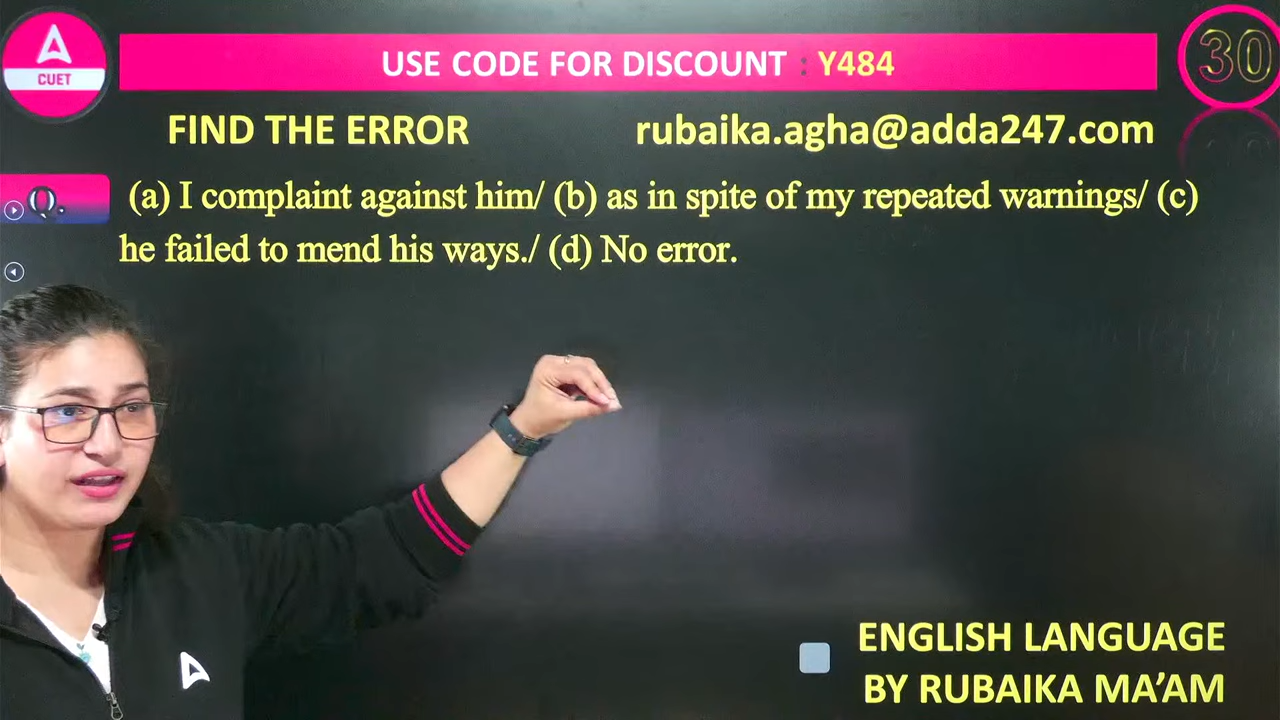 CUET
USE CODE FOR DISCOUNT : Y484
30
FIND THE ERROR
rubaika.agha@adda247.com
Q.
(a) I complaint against him/ (b) as in spite of my repeated warnings/ (c)
he failed to mend his ways./ (d) No error.
ENGLISH LANGUAGE
BY RUBAIKA MA'AM